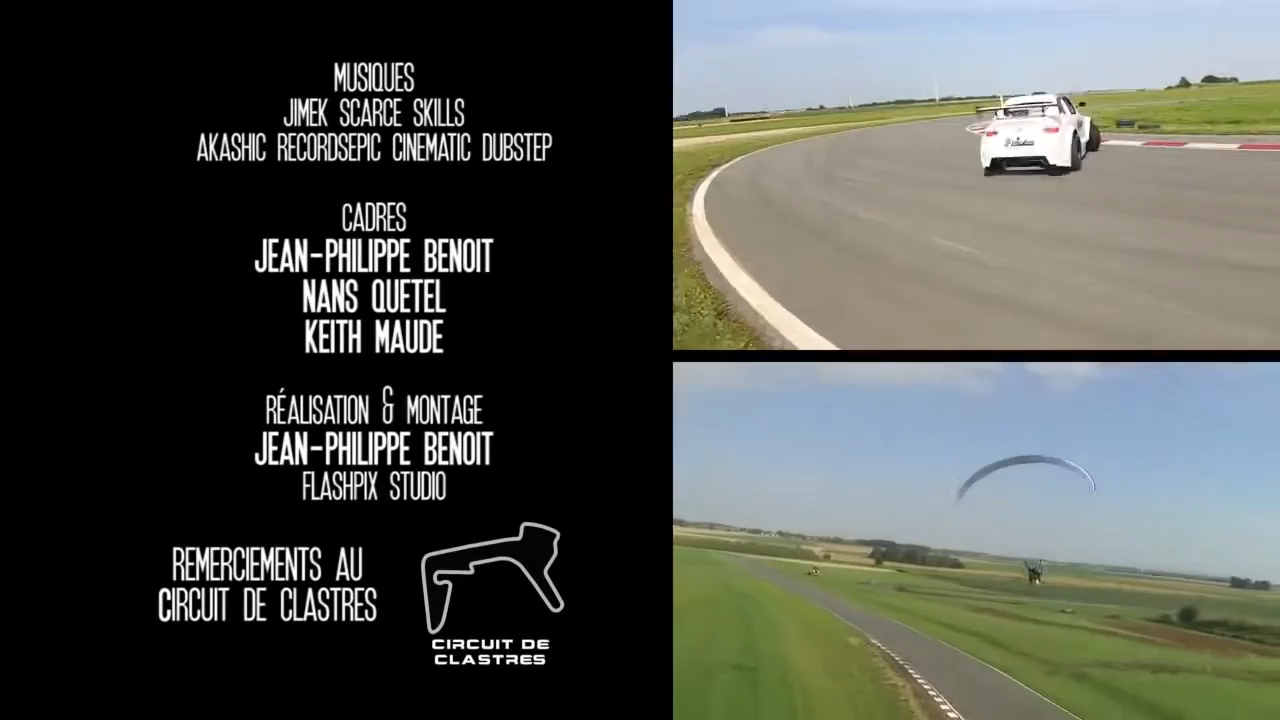 MUSIQUES
JIMEK SCARCE SKILLS
AKASHIC RECORDSEPIC CINEMATIC DUBSTEP
CADRES
JEAN-PHILIPPE BENOIT
NANS QUETEL
KEITH MAUDE
RÉALISATION & MONTAGE
JEAN-PHILIPPE BENOIT
FLASHPIX STUDIO
REMERCIEMENTS AU
CIRCUIT DE CLASTRES
CIRCUIT DE
CLASTRES